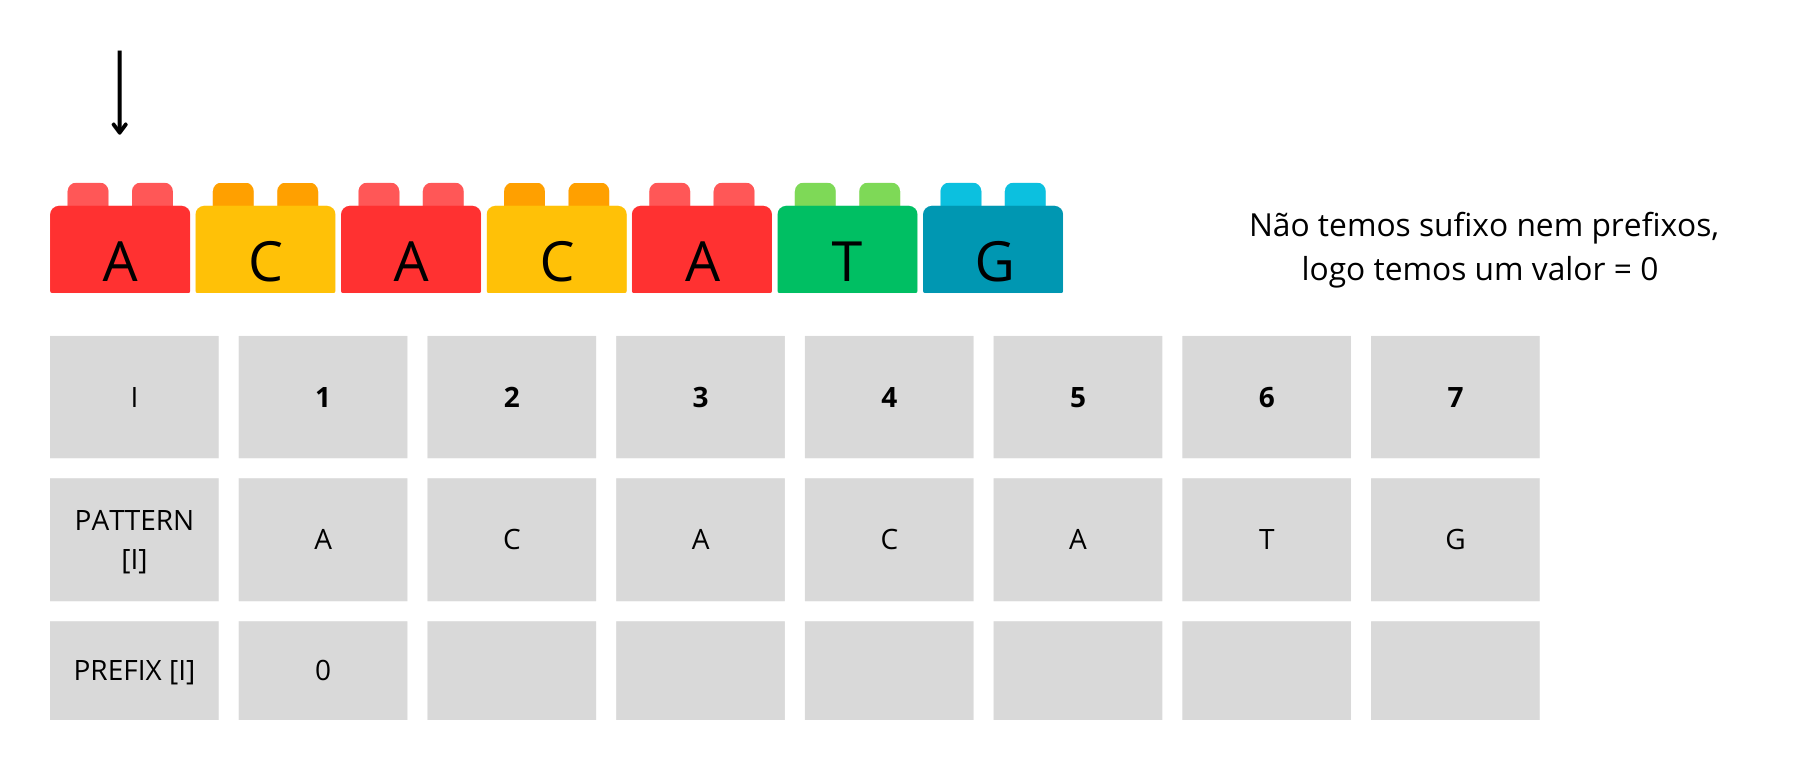 A C A C A T G
Não temos sufixo nem prefixos,
logo temos um valor = 0
I 1 2 3 4 5 6 7
PATTERN
[I] A C A C A T G
PREFIX [I] 0